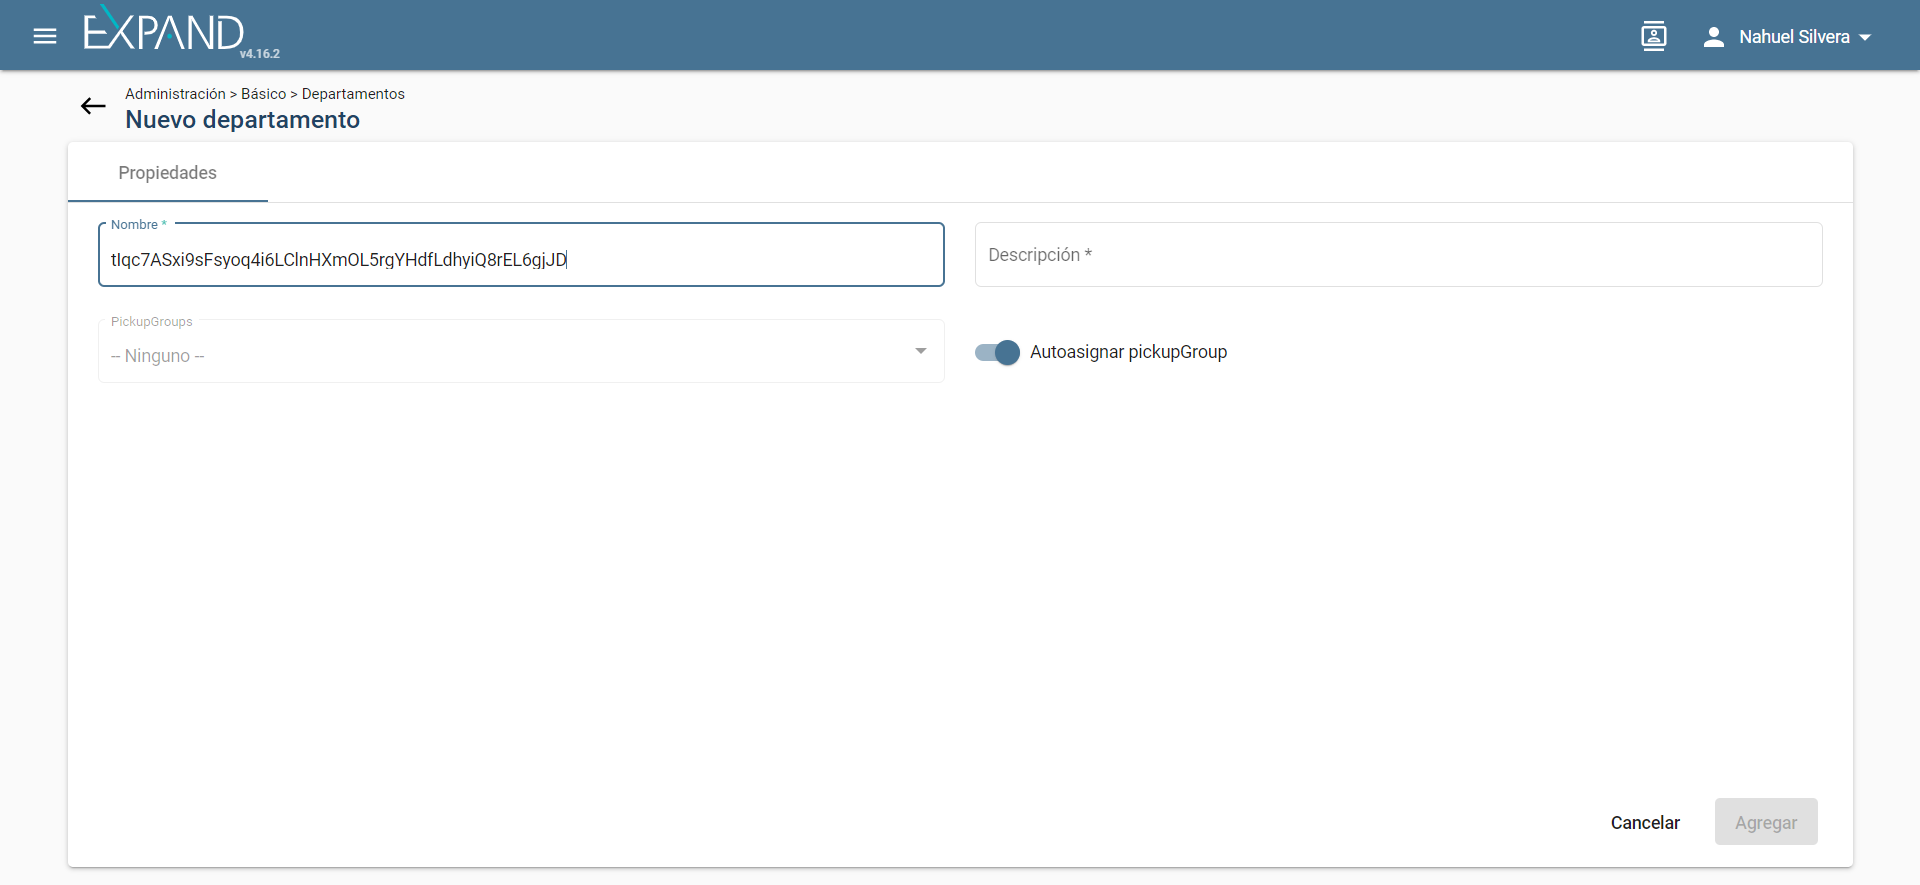 EXPAND
v4.16.2
Nahuel Silvera
Administración > Básico > Departamentos
Nuevo departamento
Propiedades
Nombre *
tIqc7ASxi9sFsyoq4i6LClnHXmOL5rgYHdfLdhyiQ8rEL6gjJD
Descripción *
PickupGroups
-- Ninguno --
Autoasignar pickupGroup
Cancelar
Agregar